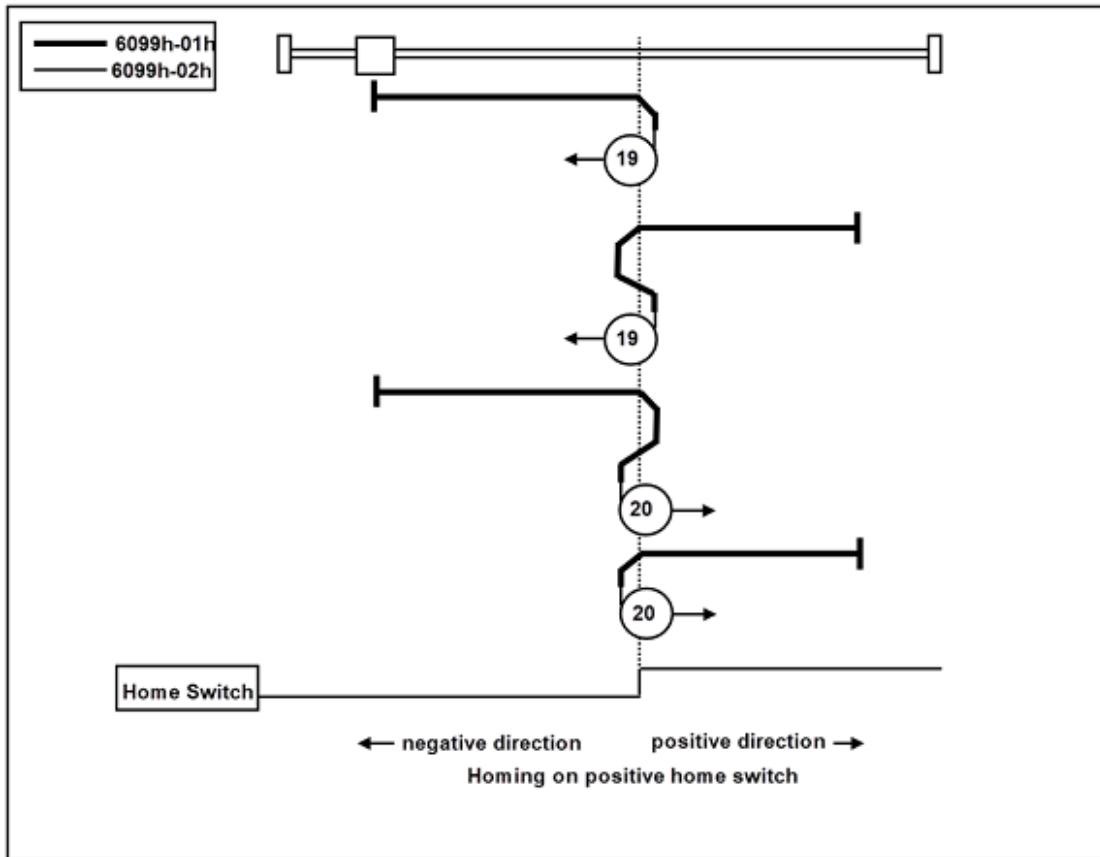 6099h-01h
6099h-02h
19
19
20
20
Home Switch
negative direction
positive direction
Homing on positive home switch